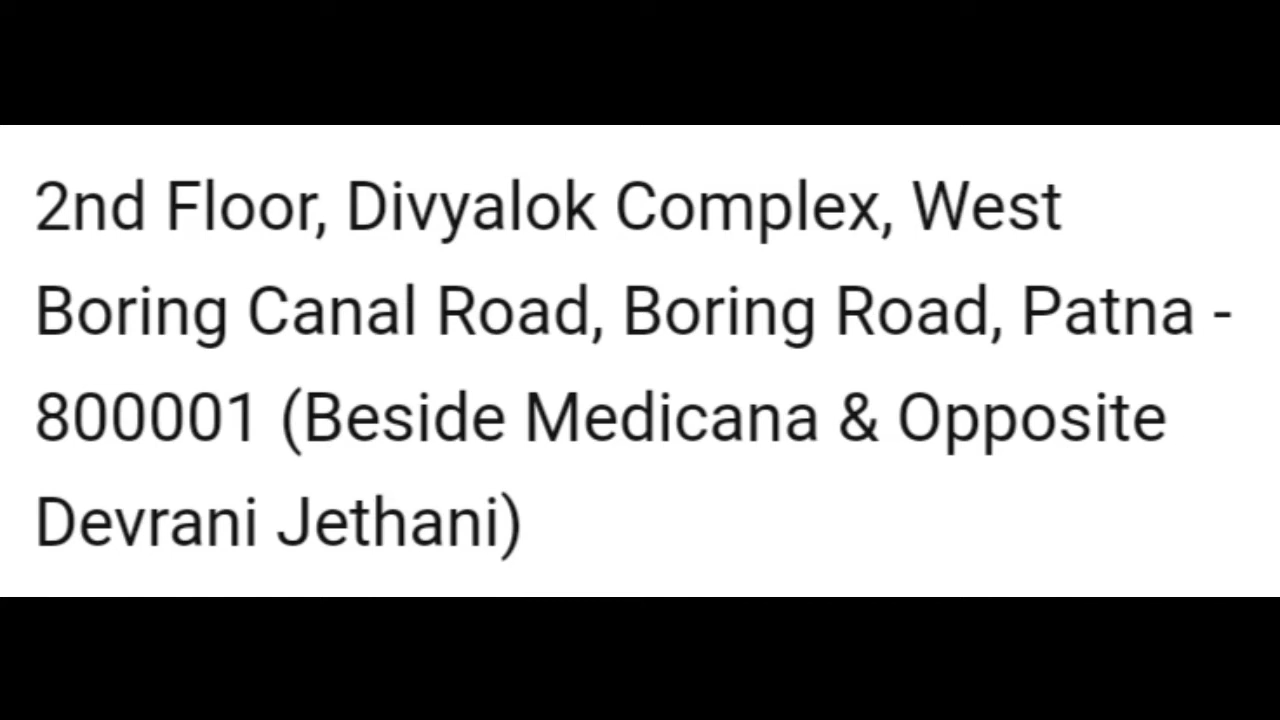 2nd Floor, Divyalok Complex, West
Boring Canal Road, Boring Road, Patna -
800001 (Beside Medicana & Opposite
Devrani Jethani)